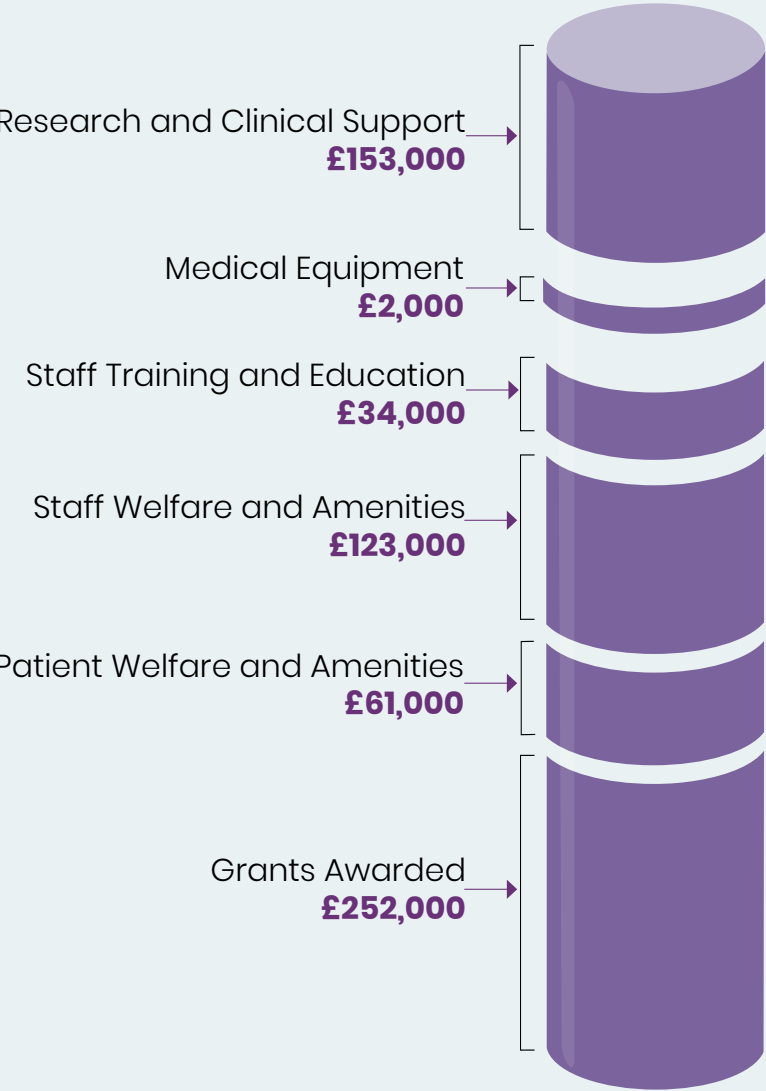 Research and Clinical Support
£153,000
Medical Equipment
£2,000
Staff Training and Education
£34,000
Staff Welfare and Amenities
£123,000
Patient Welfare and Amenities
£61,000
Grants Awarded
£252,000